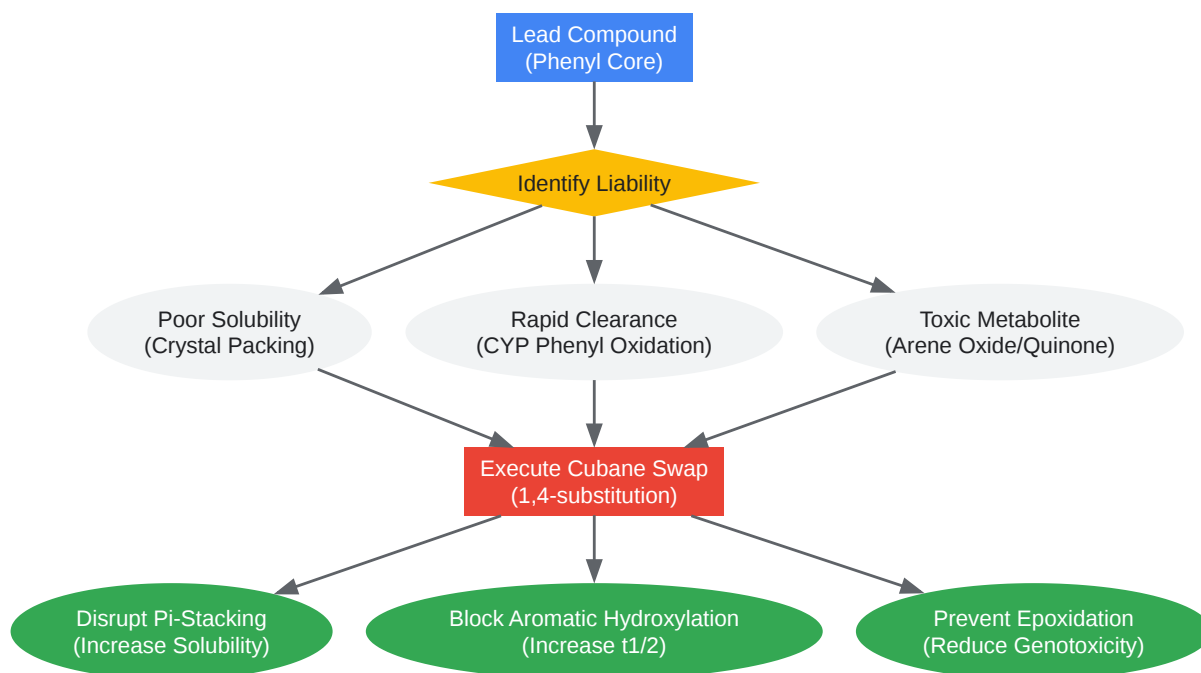 Lead Compound
(Phenyl Core)
Identify Liability
Poor Solubility
(Crystal Packing)
Rapid Clearance
(CYP Phenyl Oxidation)
Toxic Metabolite
(Arene Oxide/Quinone)
Execute Cubane Swap
(1,4-substitution)
Disrupt Pi-Stacking
(Increase Solubility)
Block Aromatic Hydroxylation
(Increase t1/2)
Prevent Epoxidation
(Reduce Genotoxicity)